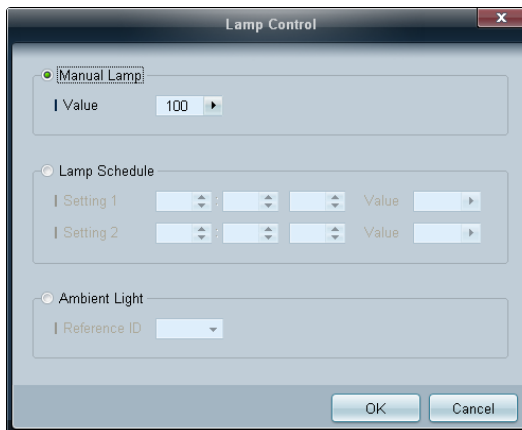 Lamp Control
x
Manual Lamp
Value 100
Lamp Schedule
Setting 1 : Value
Setting 2 : Value
Ambient Light
Reference ID
OK Cancel